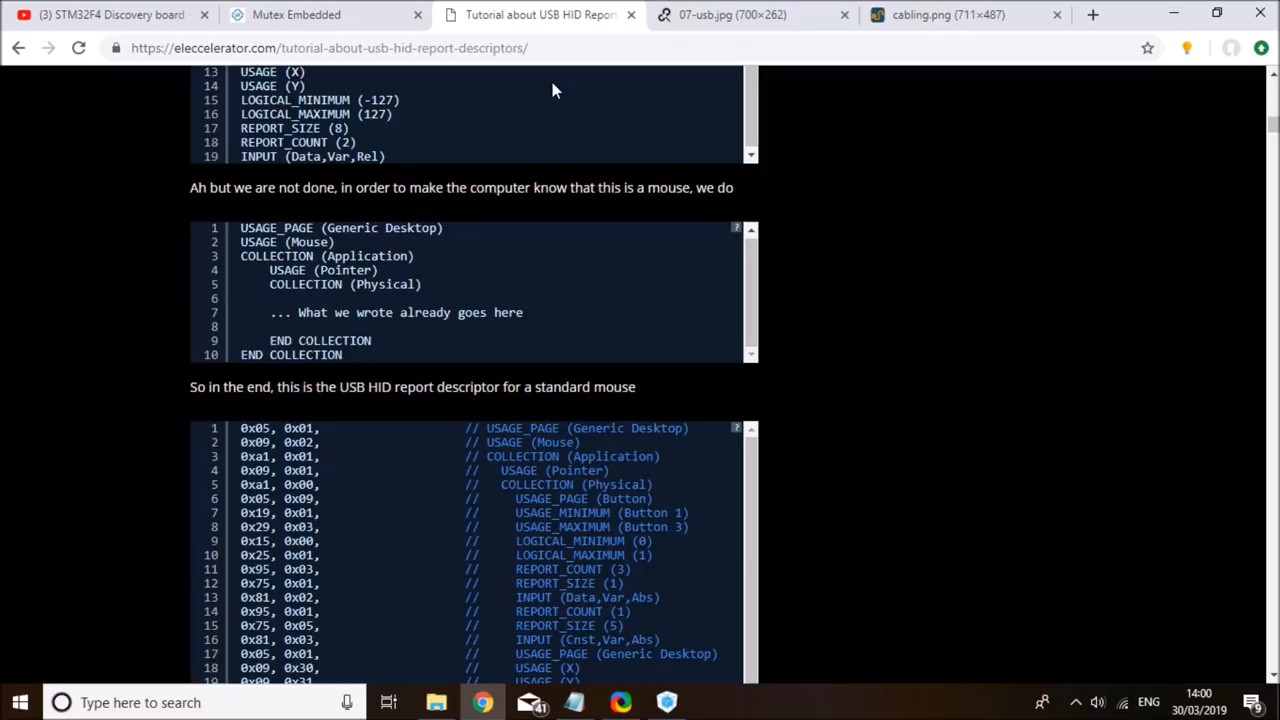 (3) STM32F4 Discovery board
Mutex Embedded
Tutorial about USB HID Report
07-usb.jpg (700×262)
cabling.png (711×487)
https://eleccelerator.com/tutorial-about-usb-hid-report-descriptors/
13 USAGE (X)
14 USAGE (Y)
15 LOGICAL_MINIMUM (-127)
16 LOGICAL_MAXIMUM (127)
17 REPORT_SIZE (8)
18 REPORT_COUNT (2)
19 INPUT (Data,Var,Rel)
Ah but we are not done, in order to make the computer know that this is a mouse, we do
1 USAGE_PAGE (Generic Desktop)
2 USAGE (Mouse)
3 COLLECTION (Application)
4 USAGE (Pointer)
5 COLLECTION (Physical)
6
7 ... What we wrote already goes here
8
9 END COLLECTION
10 END COLLECTION
?
So in the end, this is the USB HID report descriptor for a standard mouse
1 0x05, 0x01, // USAGE_PAGE (Generic Desktop)
2 0x09, 0x02, // USAGE (Mouse)
3 0xa1, 0x01, // COLLECTION (Application)
4 0x09, 0x01, // USAGE (Pointer)
5 0xa1, 0x00, // COLLECTION (Physical)
6 0x05, 0x09, // USAGE_PAGE (Button)
7 0x19, 0x01, // USAGE_MINIMUM (Button 1)
8 0x29, 0x03, // USAGE_MAXIMUM (Button 3)
9 0x15, 0x00, // LOGICAL_MINIMUM (0)
10 0x25, 0x01, // LOGICAL_MAXIMUM (1)
11 0x95, 0x03, // REPORT_COUNT (3)
12 0x75, 0x01, // REPORT_SIZE (1)
13 0x81, 0x02, // INPUT (Data,Var,Abs)
14 0x95, 0x01, // REPORT_COUNT (1)
15 0x75, 0x05, // REPORT_SIZE (5)
16 0x81, 0x03, // INPUT (Cnst,Var,Abs)
17 0x05, 0x01, // USAGE_PAGE (Generic Desktop)
18 0x09, 0x30, // USAGE (X)
19 0x09, 0x31, // USAGE (Y)
?
Type here to search
41
ENG
14:00
30/03/2019
9